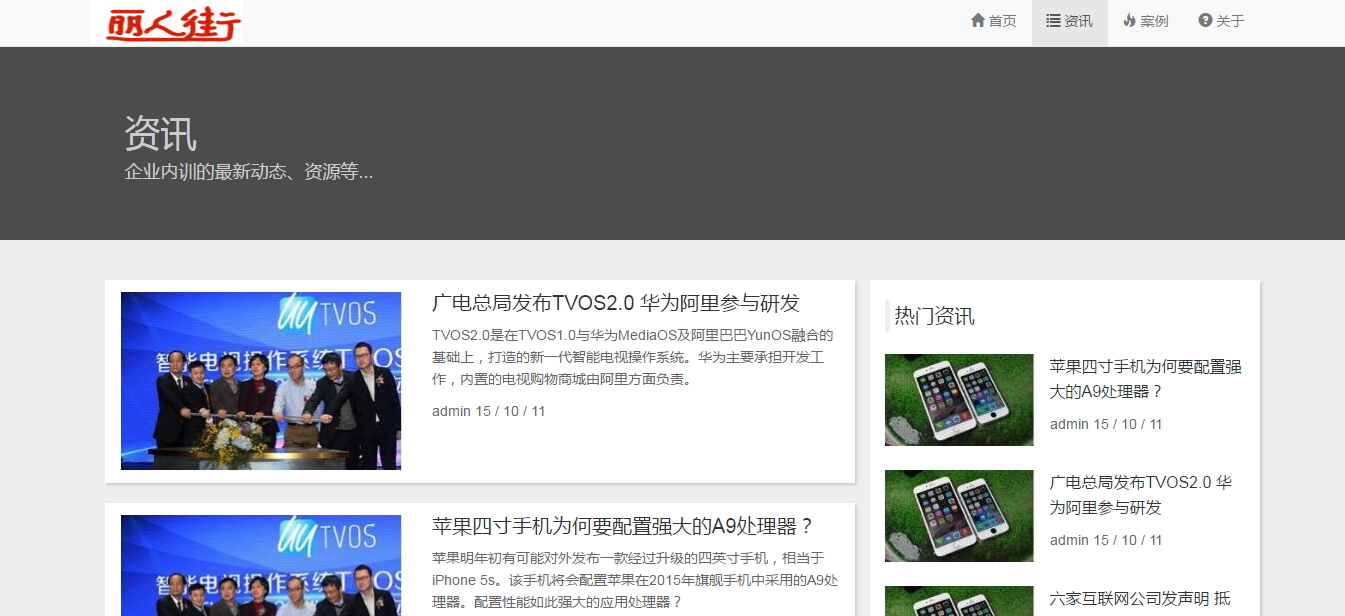 丽人街
首页 资讯 案例 关于
资讯
企业内训的最新动态、资源等...
TVOS
智能电视操作系统TVOS
广电总局发布TVOS2.0 华为阿里参与研发
TVOS2.0是在TVOS1.0与华为MediaOS及阿里巴巴YunOS融合的
基础上，打造的新一代智能电视操作系统。华为主要承担开发工
作，内置的电视购物商城由阿里方面负责。
admin 15 / 10 / 11
TVOS
智能电视操作系统TVOS
苹果四寸手机为何要配置强大的A9处理器？
苹果明年初有可能对外发布一款经过升级的四英寸手机，相当于
iPhone 5s。该手机将会配置苹果在2015年旗舰手机中采用的A9处
理器。配置性能如此强大的应用处理器？
热门资讯
苹果四寸手机为何要配置强
大的A9处理器？
admin 15 / 10 / 11
广电总局发布TVOS2.0 华
为阿里参与研发
admin 15 / 10 / 11
六家互联网公司发声明 抵